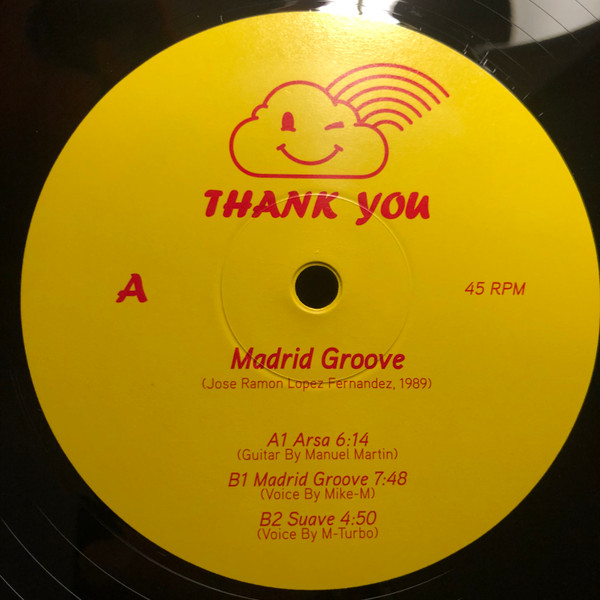 THANK YOU
A
45 RPM
Madrid Groove
(Jose Ramon Lopez Fernandez, 1989)
A1 Arsa 6:14
(Guitar By Manuel Martin)
B1 Madrid Groove 7:48
(Voice By Mike-M)
B2 Suave 4:50
(Voice By M-Turbo)